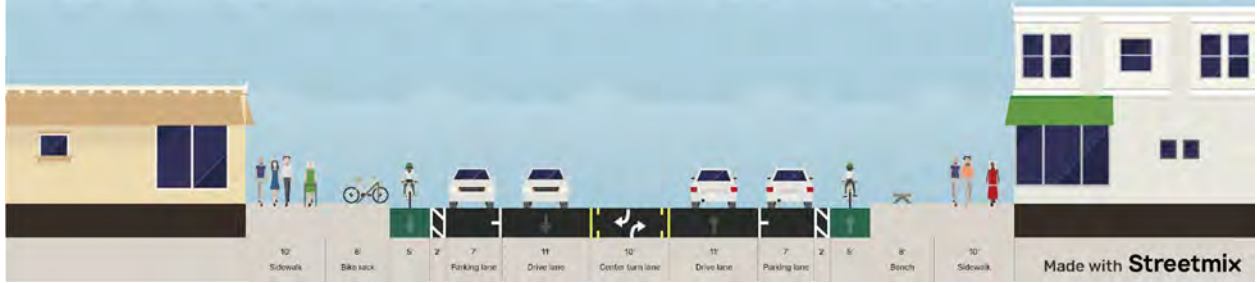 10' 8' 5' 2' 7' 11' 10' 11' 7' 2' 5' 8' 10'
Sidewalk Bike rack Parking lane Drive lane Center turn lane Drive lane Parking lane Bench Sidewalk
Made with Streetmix